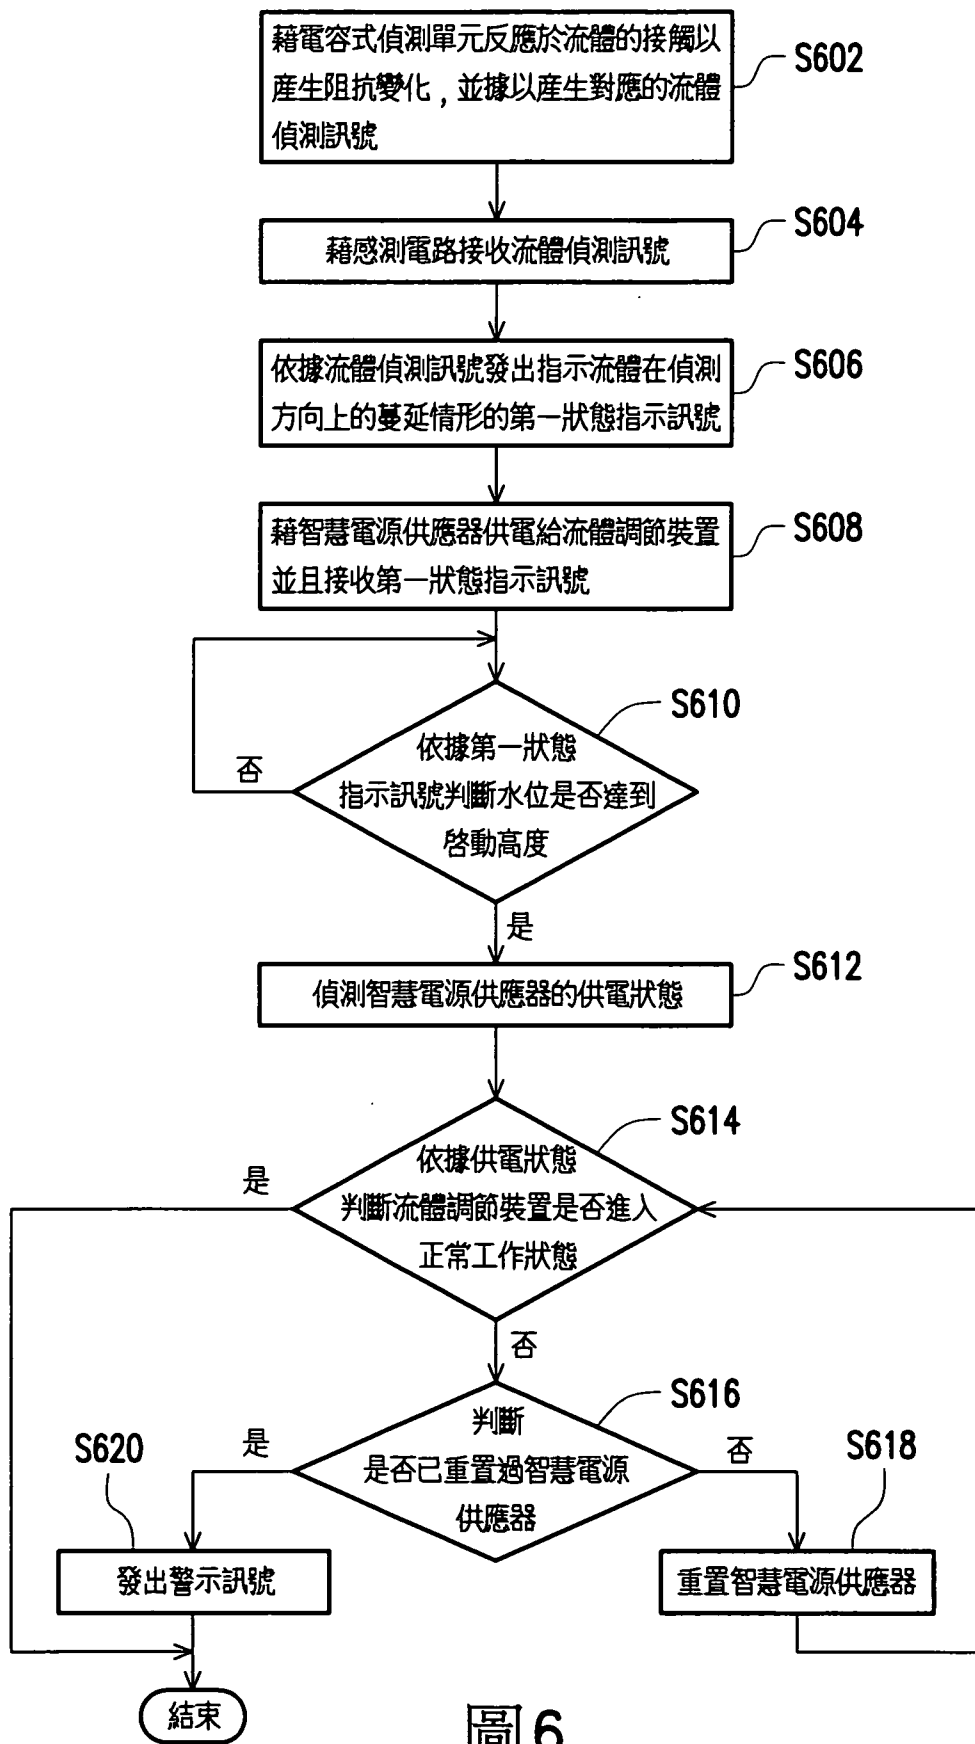 藉電容式偵測單元反應於流體的接觸以
產生阻抗變化，並據以產生對應的流體
偵測訊號
S602
藉感測電路接收流體偵測訊號
S604
依據流體偵測訊號發出指示流體在偵測
方向上的蔓延情形的第一狀態指示訊號
S606
藉智慧電源供應器供電給流體調節裝置
並且接收第一狀態指示訊號
S608
依據第一狀態
指示訊號判斷水位是否達到
啓動高度
S610
否
是
偵測智慧電源供應器的供電狀態
S612
依據供電狀態
判斷流體調節裝置是否進入
正常工作狀態
S614
是
否
判斷
是否已重置過智慧電源
供應器
S616
是
否
S620
發出警示訊號
S618
重置智慧電源供應器
結束
圖6